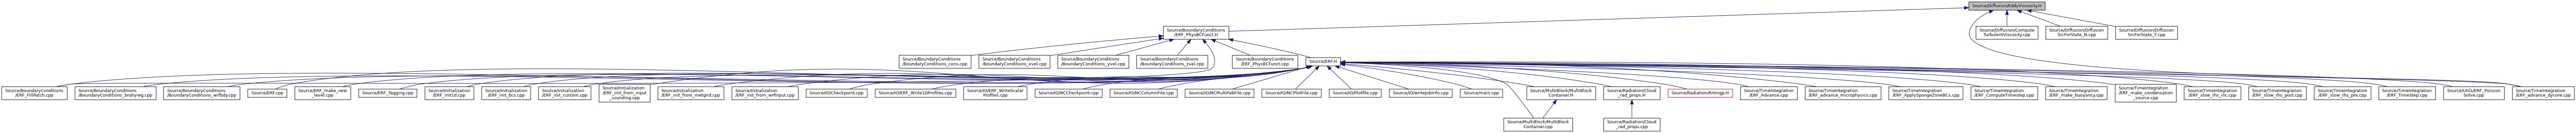 Source/Diffusion/EddyViscosity.H
Source/BoundaryConditions
/ERF_PhysBCFunct.H
Source/Diffusion/Compute
TurbulentViscosity.cpp
Source/Diffusion/Diffusion
SrcForState_N.cpp
Source/Diffusion/Diffusion
SrcForState_T.cpp
Source/BoundaryConditions
/BoundaryConditions_cons.cpp
Source/BoundaryConditions
/BoundaryConditions_xvel.cpp
Source/BoundaryConditions
/BoundaryConditions_yvel.cpp
Source/BoundaryConditions
/BoundaryConditions_zvel.cpp
Source/BoundaryConditions
/ERF_PhysBCFunct.cpp
Source/ERF.H
Source/BoundaryConditions
/ERF_FillPatch.cpp
Source/BoundaryConditions
/BoundaryConditions_bndryreg.cpp
Source/BoundaryConditions
/BoundaryConditions_wrfbdy.cpp
Source/ERF.cpp
Source/ERF_make_new
_level.cpp
Source/ERF_Tagging.cpp
Source/Initialization
/ERF_init1d.cpp
Source/Initialization
/ERF_init_bcs.cpp
Source/Initialization
/ERF_init_custom.cpp
Source/Initialization
/ERF_init_from_input
_sounding.cpp
Source/Initialization
/ERF_init_from_metgrid.cpp
Source/Initialization
/ERF_init_from_wrfinput.cpp
Source/IO/Checkpoint.cpp
Source/IO/ERF_Write1DProfiles.cpp
Source/IO/ERF_WriteScalar
Profiles.cpp
Source/IO/NCCheckpoint.cpp
Source/IO/NCColumnFile.cpp
Source/IO/NCMultiFabFile.cpp
Source/IO/NCPlotFile.cpp
Source/IO/Plotfile.cpp
Source/IO/writeJobInfo.cpp
Source/main.cpp
Source/MultiBlock/MultiBlock
Container.H
Source/Radiation/Cloud
_rad_props.H
Source/Radiation/Rrtmgp.H
Source/TimeIntegration
/ERF_Advance.cpp
Source/TimeIntegration
/ERF_advance_microphysics.cpp
Source/TimeIntegration
/ERF_ApplySpongeZoneBCs.cpp
Source/TimeIntegration
/ERF_ComputeTimestep.cpp
Source/TimeIntegration
/ERF_make_buoyancy.cpp
Source/TimeIntegration
/ERF_make_condensation
_source.cpp
Source/TimeIntegration
/ERF_slow_rhs_inc.cpp
Source/TimeIntegration
/ERF_slow_rhs_post.cpp
Source/TimeIntegration
/ERF_slow_rhs_pre.cpp
Source/TimeIntegration
/ERF_TimeStep.cpp
Source/Utils/ERF_Poisson
Solve.cpp
Source/TimeIntegration
/ERF_advance_dycore.cpp
Source/MultiBlock/MultiBlock
Container.cpp
Source/Radiation/Cloud
_rad_props.cpp